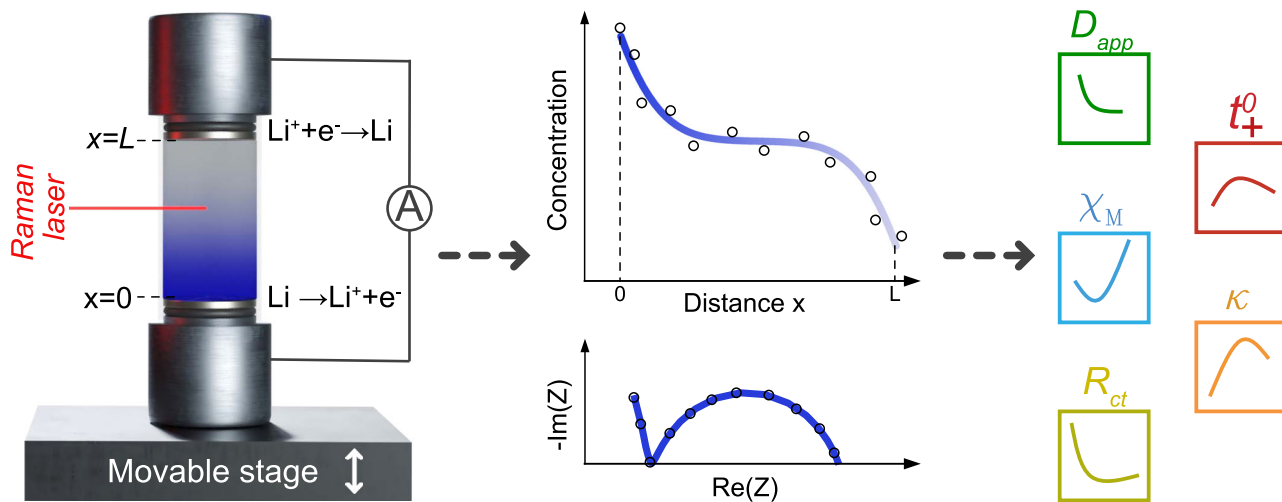 x=L
Li⁺+e⁻→Li
Raman
laser
A
x=0
Li →Li⁺+e⁻
Movable stage
Concentration
0
L
Distance x
-Im(Z)
Re(Z)
D_app
t⁰₊
χ_M
κ
R_ct